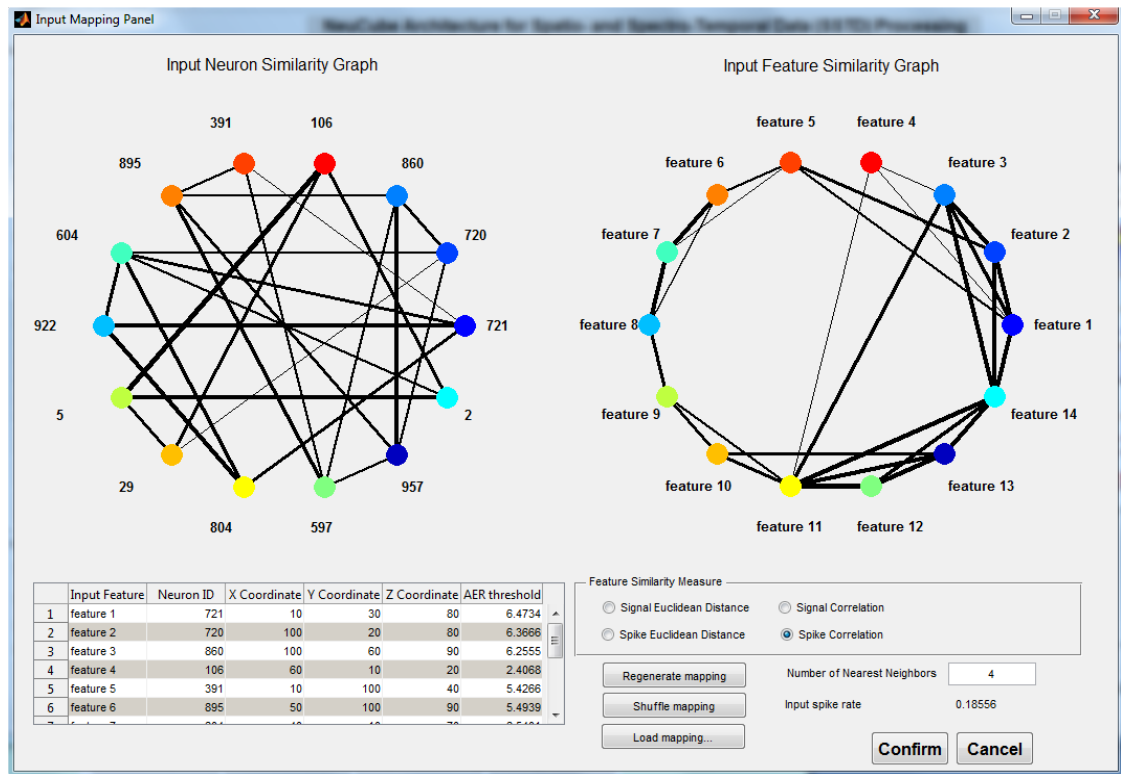 Input Mapping Panel
NeuCube Architecture for Spatio- and Spectro-Temporal Data (SSTD) Processing
Input Neuron Similarity Graph
Input Feature Similarity Graph
391
106
895
860
604
720
922
721
5
2
29
957
804
597
feature 5
feature 4
feature 6
feature 3
feature 7
feature 2
feature 8
feature 1
feature 9
feature 14
feature 10
feature 13
feature 11
feature 12
Input Feature Neuron ID X Coordinate Y Coordinate Z Coordinate AER threshold
1 feature 1 721 10 30 80 6.4734
2 feature 2 720 100 20 80 6.3666
3 feature 3 860 100 60 90 6.2555
4 feature 4 106 60 10 20 2.4068
5 feature 5 391 10 100 40 5.4266
6 feature 6 895 50 100 90 5.4939
Feature Similarity Measure
Signal Euclidean Distance
Signal Correlation
Spike Euclidean Distance
Spike Correlation
Regenerate mapping
Number of Nearest Neighbors 4
Shuffle mapping
Input spike rate 0.18556
Load mapping...
Confirm
Cancel